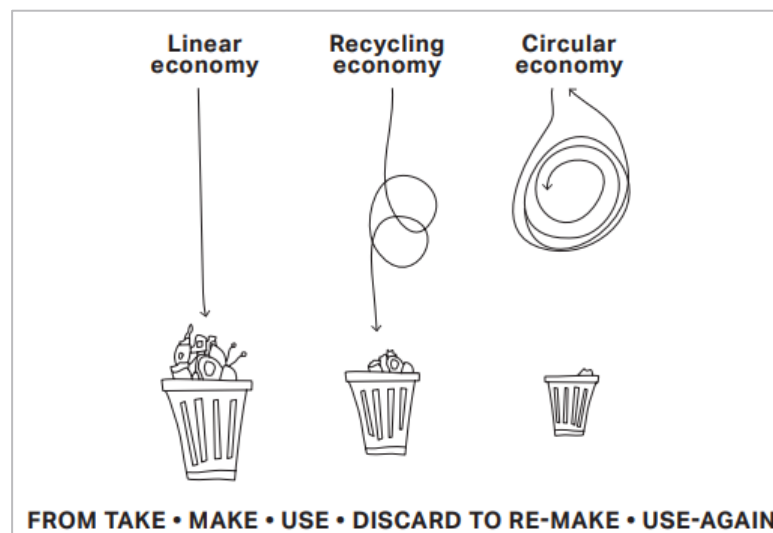 Linear
economy
Recycling
economy
Circular
economy
FROM TAKE • MAKE • USE • DISCARD TO RE-MAKE • USE-AGAIN